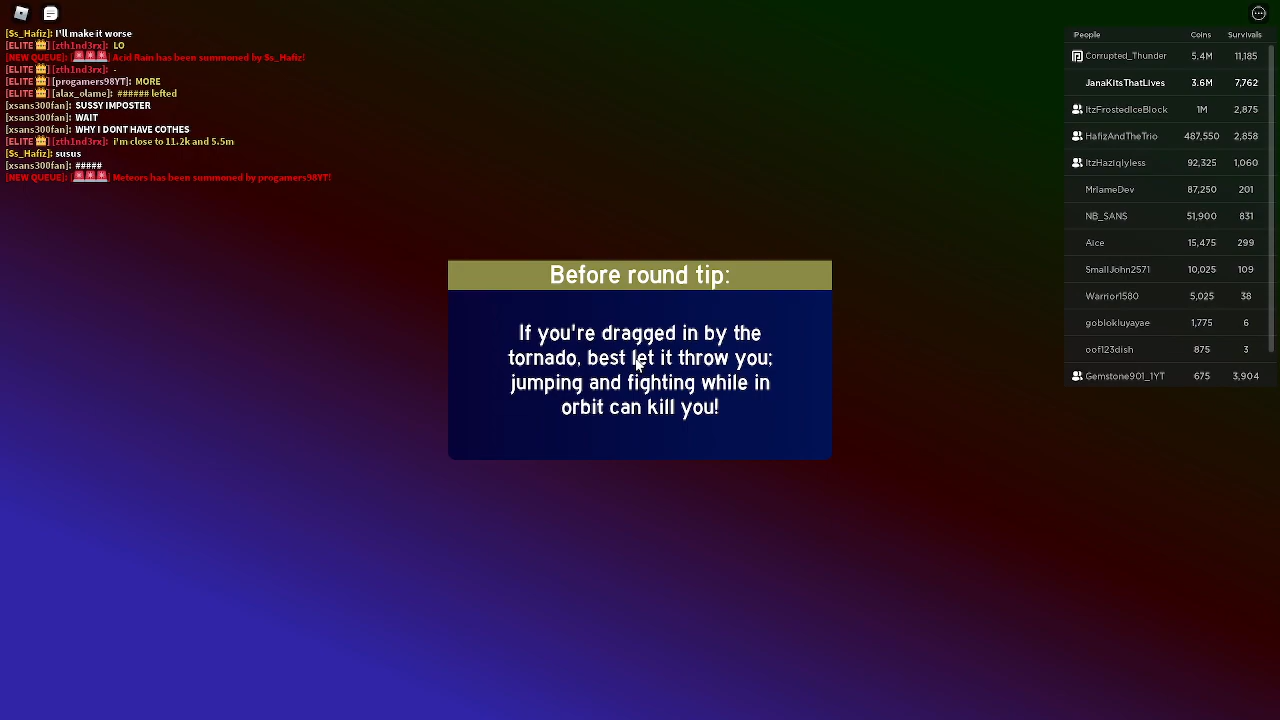 [$s_Hafiz]: I'll make it worse
[ELITE] [zth1nd3rx]: LO
[NEW QUEUE]: [] Acid Rain has been summoned by $s_Hafiz!
[ELITE] [zth1nd3rx]: -
[ELITE] [progamers98YT]: MORE
[ELITE] [alax_olame]: ###### lefted
[xsans300fan]: SUSSY IMPOSTER
[xsans300fan]: WAIT
[xsans300fan]: WHY I DONT HAVE COTHES
[ELITE] [zth1nd3rx]: i'm close to 11.2k and 5.5m
[$s_Hafiz]: susus
[xsans300fan]: #####
[NEW QUEUE]: [] Meteors has been summoned by progamers98YT!
Before round tip:
If you're dragged in by the
tornado, best let it throw you;
jumping and fighting while in
orbit can kill you!
People Coins Survivals
Corrupted_Thunder 5.4M 11,185
JanaKitsThatLives 3.6M 7,762
ItzFrostedIceBlock 1M 2,875
HafizAndTheTrio 487,550 2,858
ItzHaziqIyless 92,325 1,060
MrlameDev 87,250 201
NB_SANS 51,900 831
Alce 15,475 299
SmallJohn2571 10,025 109
Warrior1580 5,025 38
goblokluyayae 1,775 6
oof123dish 875 3
Gemstone901_1YT 675 3,904